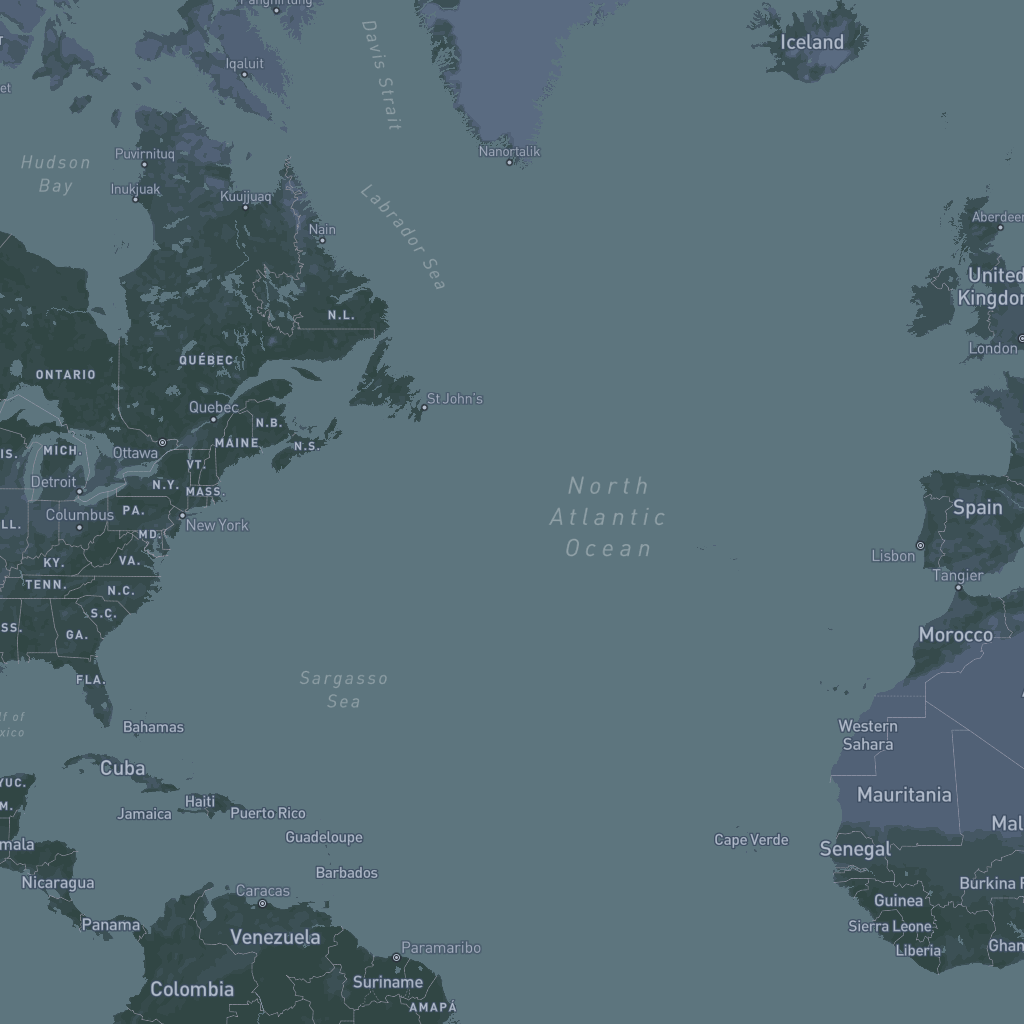 Pangnirtung
Iceland
Iqaluit
Davis Strait
Nanortalik
Puvirnituq
Hudson
Bay
Inukjuak
Kuujjuaq
Labrador Sea
Nain
Aberdeen
United
Kingdom
N.L.
London
QUÉBEC
ONTARIO
St John's
Quebec
N.B.
MAINE
N.S.
Ottawa
MICH.
VT.
Detroit
N.Y.
MASS.
North
Atlantic
Ocean
Columbus
PA.
New York
MD.
Spain
Lisbon
KY.
VA.
TENN.
N.C.
Tangier
S.C.
GA.
Morocco
FLA.
Sargasso
Sea
Bahamas
Western
Sahara
Cuba
YUC.
Haiti
Mauritania
Jamaica
Puerto Rico
Guadeloupe
Cape Verde
Senegal
Barbados
Nicaragua
Caracas
Burkina F
Guinea
Panama
Venezuela
Sierra Leone
Paramaribo
Liberia
Ghan
Suriname
Colombia
AMAPÁ